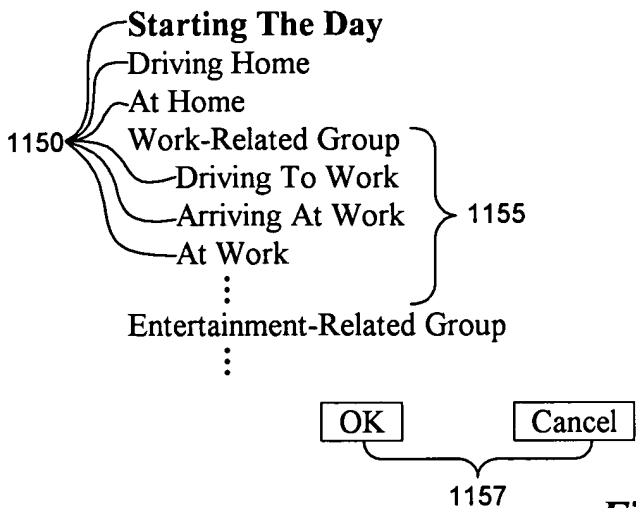 Starting The Day
Driving Home
At Home
1150
Work-Related Group
Driving To Work
Arriving At Work
1155
At Work
Entertainment-Related Group
OK Cancel
1157